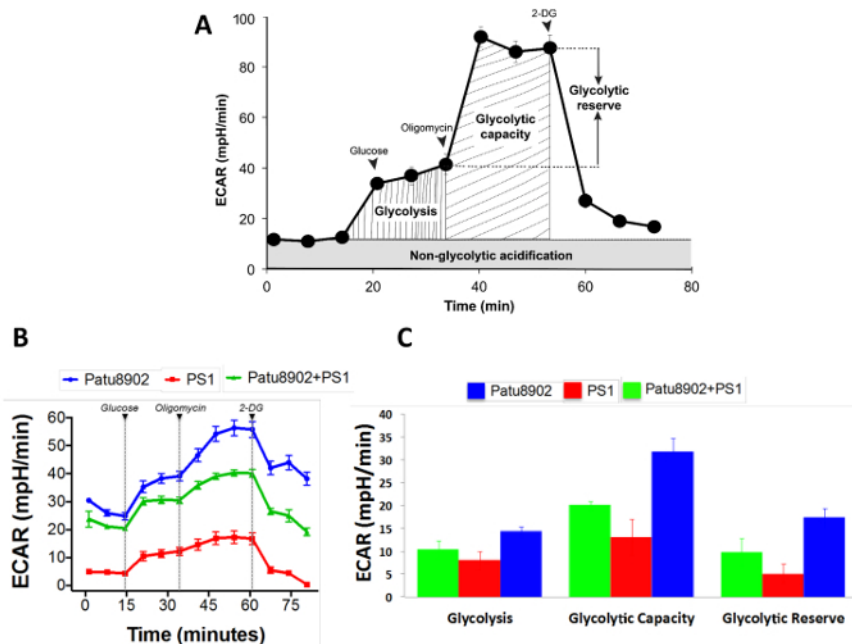 A
ECAR (mpH/min)
100
80
60
40
20
0
Glucose
Oligomycin
2-DG
Glycolysis
Glycolytic
capacity
Glycolytic
reserve
Non-glycolytic acidification
0 20 40 60 80
Time (min)
B
Patu8902 PS1 Patu8902+PS1
Glucose Oligomycin 2-DG
ECAR (mpH/min)
60
50
40
30
20
10
0
0 15 30 45 60 75
Time (minutes)
C
Patu8902 PS1 Patu8902+PS1
ECAR (mpH/min)
40
35
30
25
20
15
10
5
0
Glycolysis Glycolytic Capacity Glycolytic Reserve